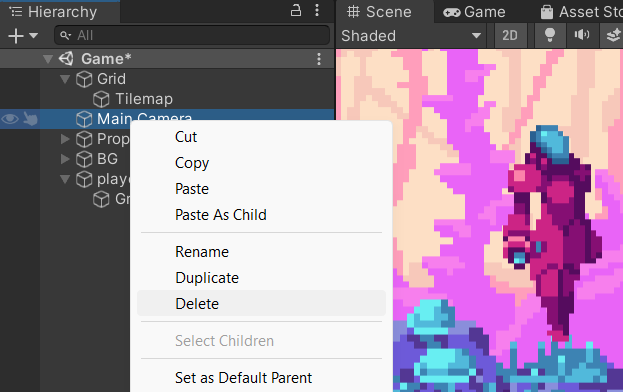 Hierarchy
Scene
Game
Asset Sto
All
Shaded
2D
Game*
Grid
Tilemap
Main Camera
Prop
BG
playe
Gr
Cut
Copy
Paste
Paste As Child
Rename
Duplicate
Delete
Select Children
Set as Default Parent